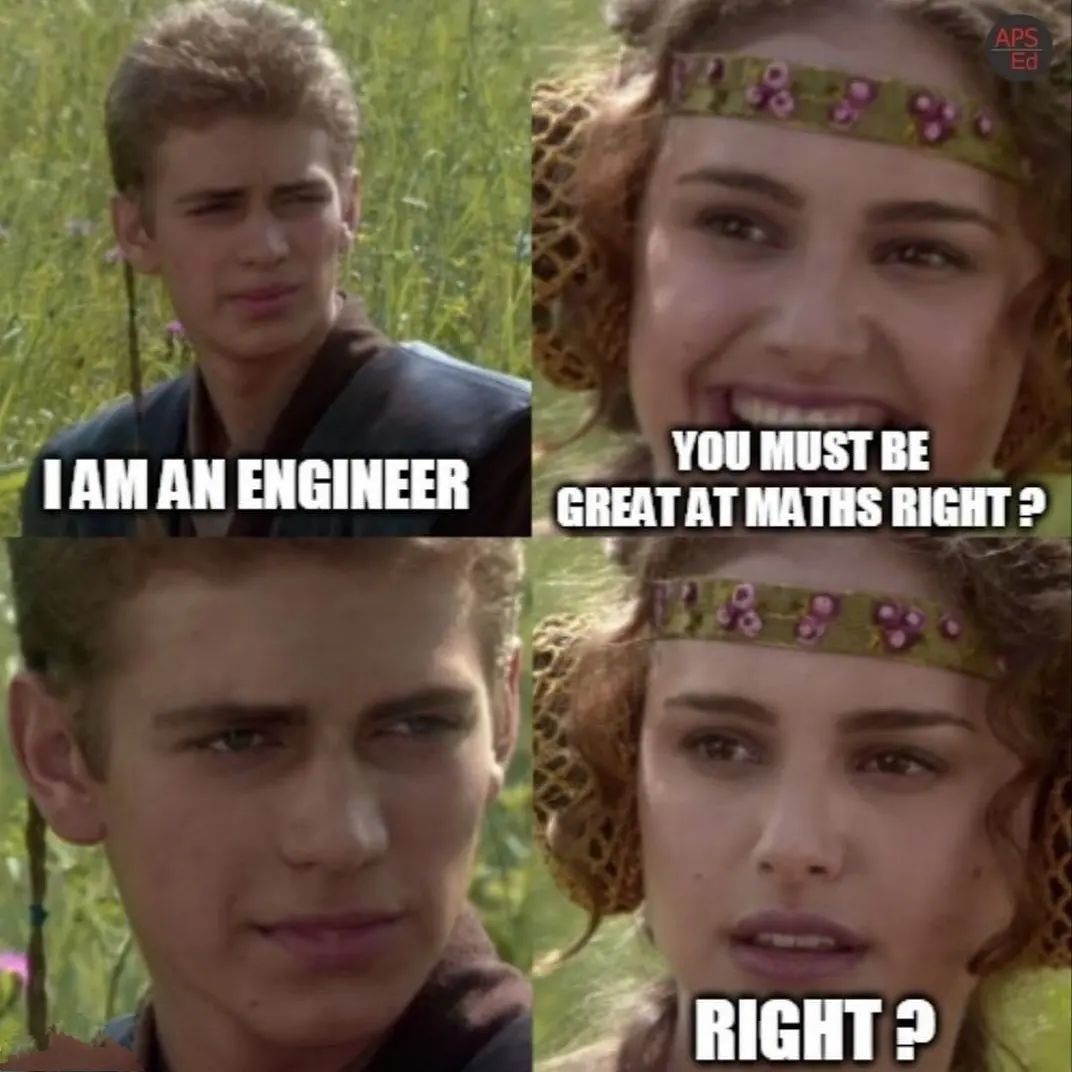 APS
Ed
I AM AN ENGINEER
YOU MUST BE
GREAT AT MATHS RIGHT ?
RIGHT ?